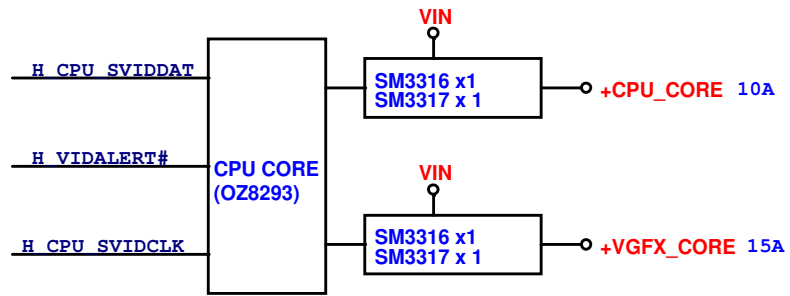 VIN
H_CPU_SVIDDAT
SM3316 x1
SM3317 x 1
+CPU_CORE 10A
H_VIDALERT#
CPU CORE
(OZ8293)
VIN
H_CPU_SVIDCLK
SM3316 x1
SM3317 x 1
+VGFX_CORE 15A